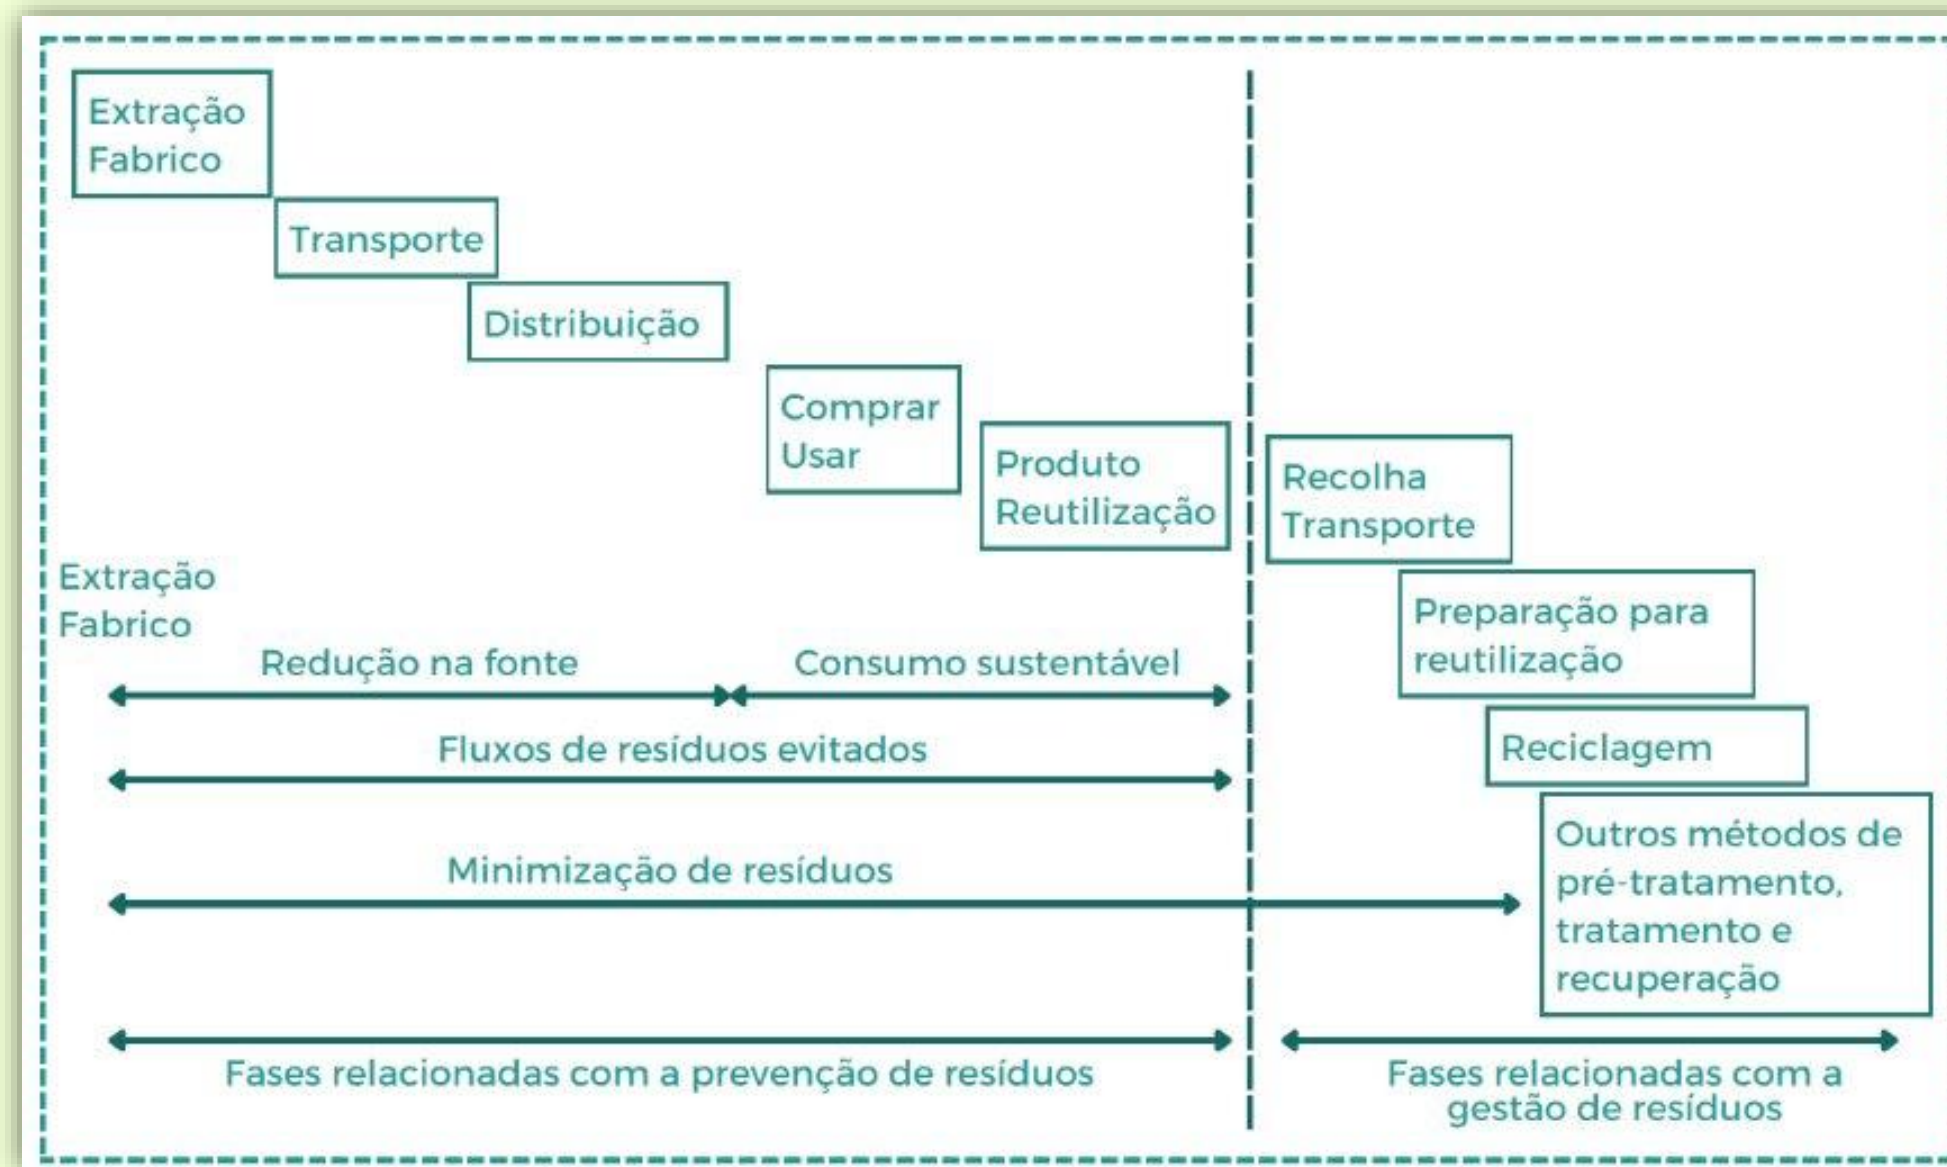 Extração
Fabrico
Transporte
Distribuição
Comprar
Usar
Produto
Reutilização
Recolha
Transporte
Extração
Fabrico
Preparação para
reutilização
Redução na fonte
Consumo sustentável
Reciclagem
Fluxos de resíduos evitados
Outros métodos de
pré-tratamento,
tratamento e
recuperação
Minimização de resíduos
Fases relacionadas com a prevenção de resíduos
Fases relacionadas com a
gestão de resíduos